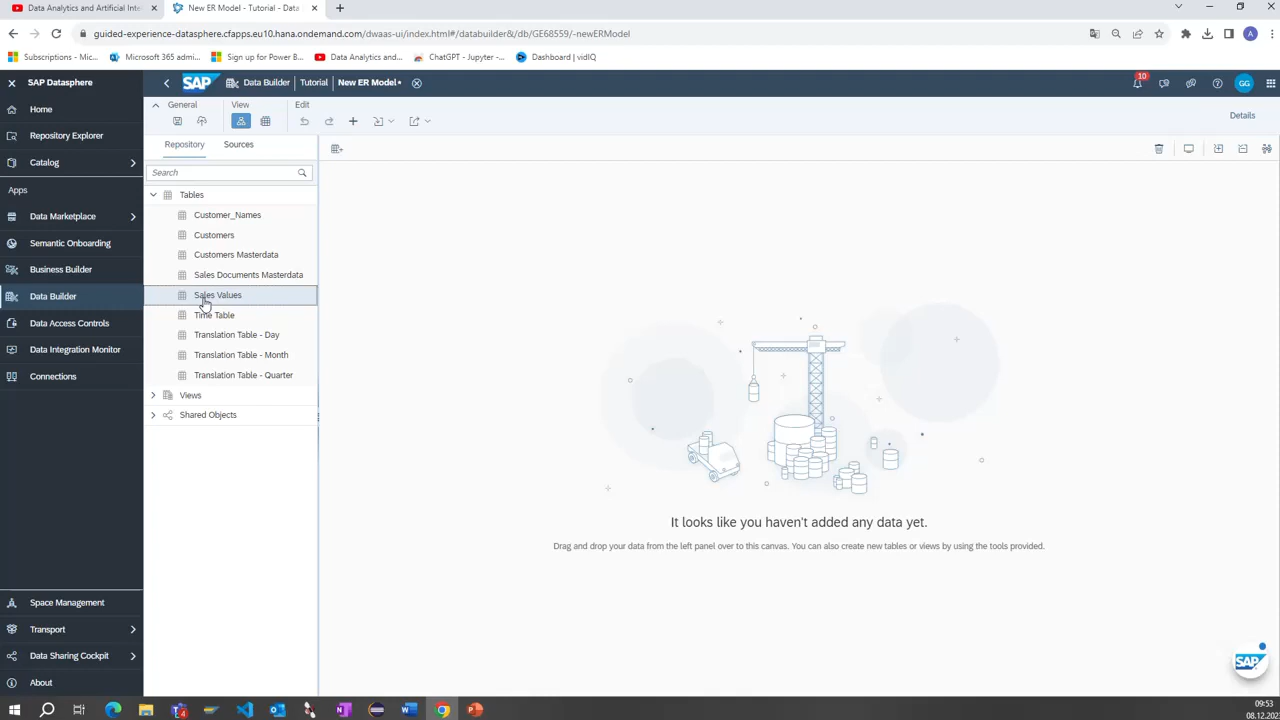 Data Analytics and Artificial Inte
New ER Model - Tutorial - Data
guided-experience-datasphere.cfapps.eu10.hana.ondemand.com/dwaas-ui/index.html#/databuilder&/db/GE68559/-newERModel
A
Subscriptions - Mic...
Microsoft 365 admi...
Sign up for Power B...
Data Analytics and...
ChatGPT - Jupyter -...
Dashboard | vidIQ
SAP Datasphere
SAP
Data Builder
Tutorial
New ER Model*
10
GG
Home
Repository Explorer
Catalog
Apps
Data Marketplace
Semantic Onboarding
Business Builder
Data Builder
Data Access Controls
Data Integration Monitor
Connections
Space Management
Transport
Data Sharing Cockpit
About
General
View
Edit
Details
Repository
Sources
Search
Tables
Customer_Names
Customers
Customers Masterdata
Sales Documents Masterdata
Sales Values
Time Table
Translation Table - Day
Translation Table - Month
Translation Table - Quarter
Views
Shared Objects
It looks like you haven't added any data yet.
Drag and drop your data from the left panel over to this canvas. You can also create new tables or views by using the tools provided.
SAP
09:53